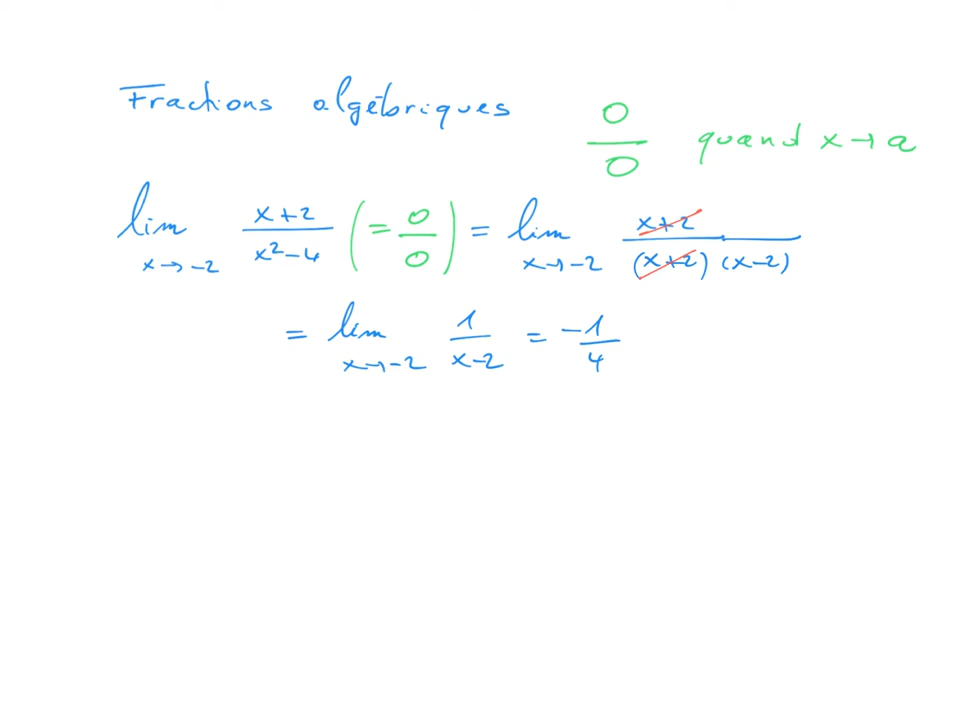 Fractions algébriques
0/0 quand x → a
lim x→-2 (x+2)/(x²-4) (= 0/0) = lim x→-2 (x+2)/((x+2)(x-2))
= lim x→-2 1/(x-2) = -1/4